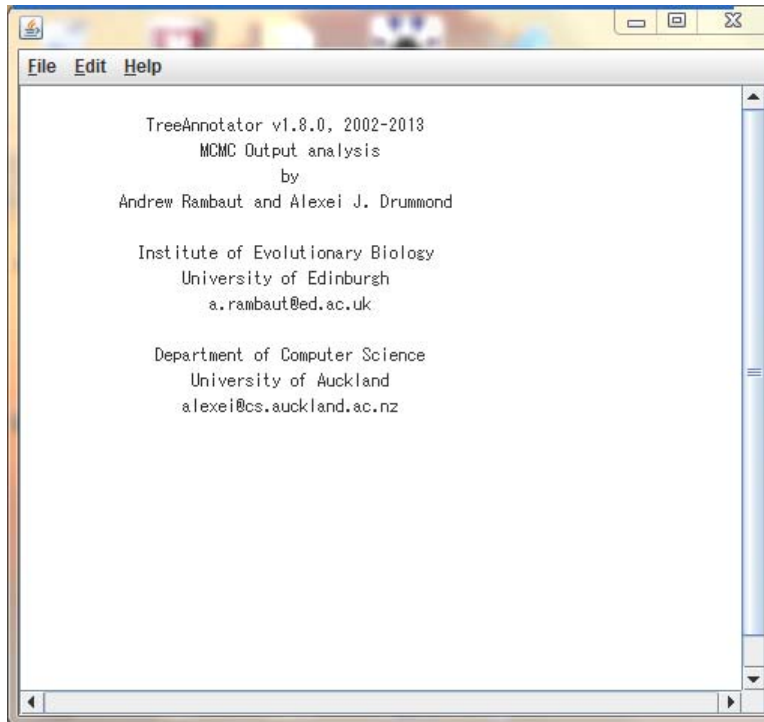 File Edit Help
TreeAnnotator v1.8.0, 2002-2013
MCMC Output analysis
by
Andrew Rambaut and Alexei J. Drummond
Institute of Evolutionary Biology
University of Edinburgh
a.rambaut@ed.ac.uk
Department of Computer Science
University of Auckland
alexei@cs.auckland.ac.nz